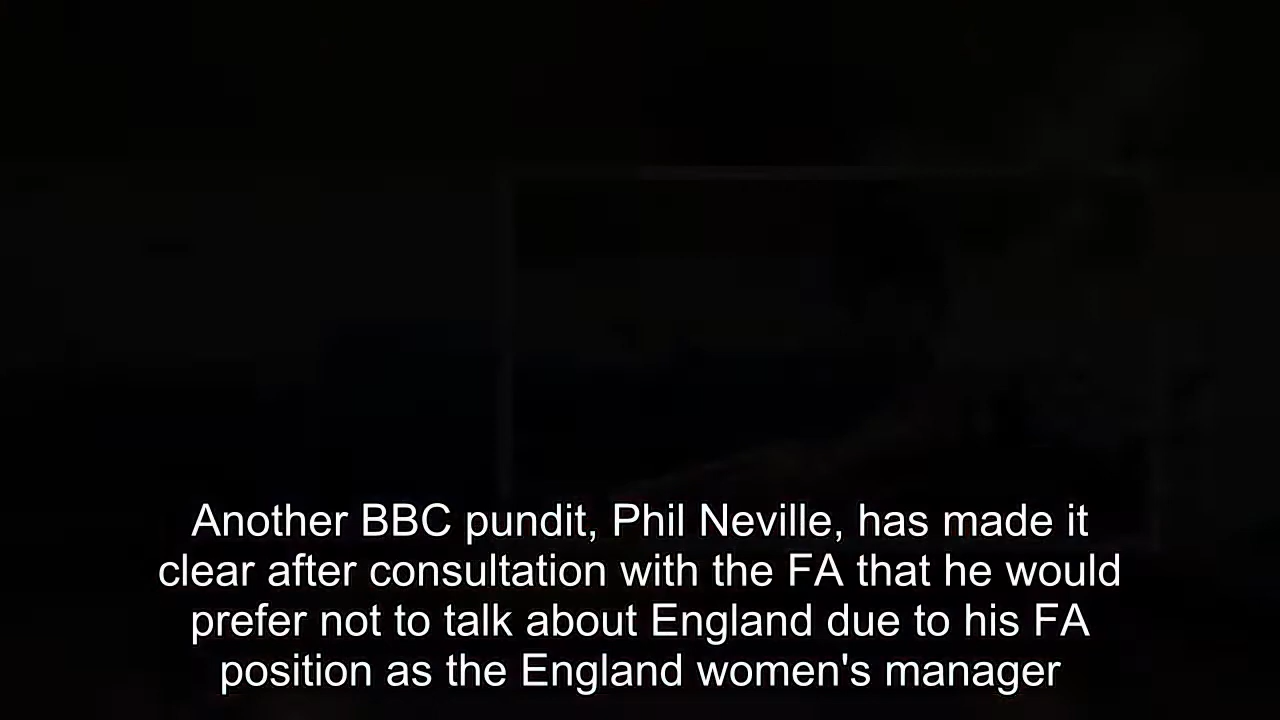 Another BBC pundit, Phil Neville, has made it
clear after consultation with the FA that he would
prefer not to talk about England due to his FA
position as the England women's manager